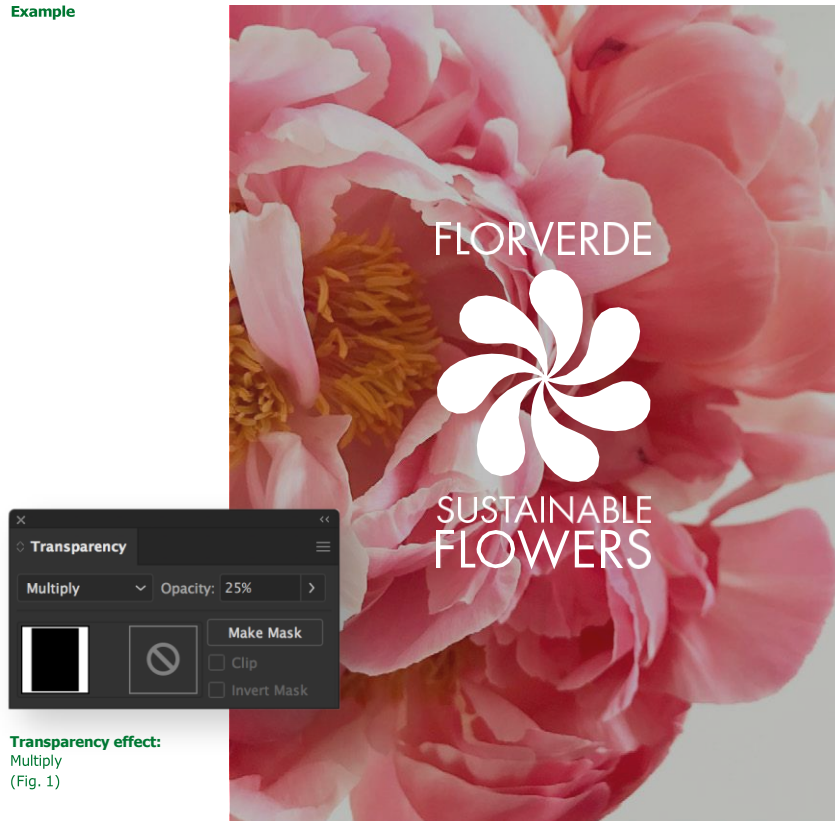 Example
FLORVERDE
SUSTAINABLE
FLOWERS
Transparency
Multiply
Opacity: 25%
Make Mask
Clip
Invert Mask
Transparency effect:
Multiply
(Fig. 1)